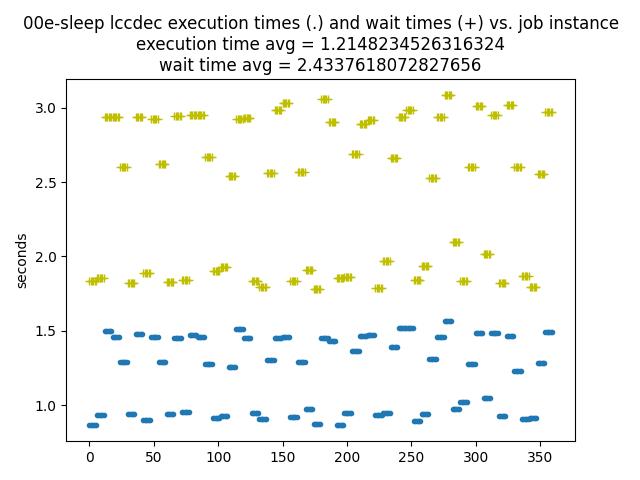 00e-sleep lccdec execution times (.) and wait times (+) vs. job instance
execution time avg = 1.2148234526316324
wait time avg = 2.4337618072827656
3.0
2.5
2.0
1.5
1.0
seconds
0 50 100 150 200 250 300 350